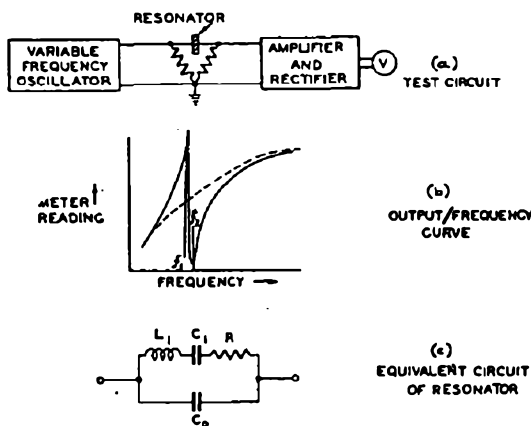 RESONATOR
VARIABLE
FREQUENCY
OSCILLATOR
AMPLIFIER
AND
RECTIFIER
V
(a)
TEST CIRCUIT
METER
READING
f1
f2
FREQUENCY
(b)
OUTPUT/FREQUENCY
CURVE
L1
C1
R
C0
(c)
EQUIVALENT CIRCUIT
OF RESONATOR